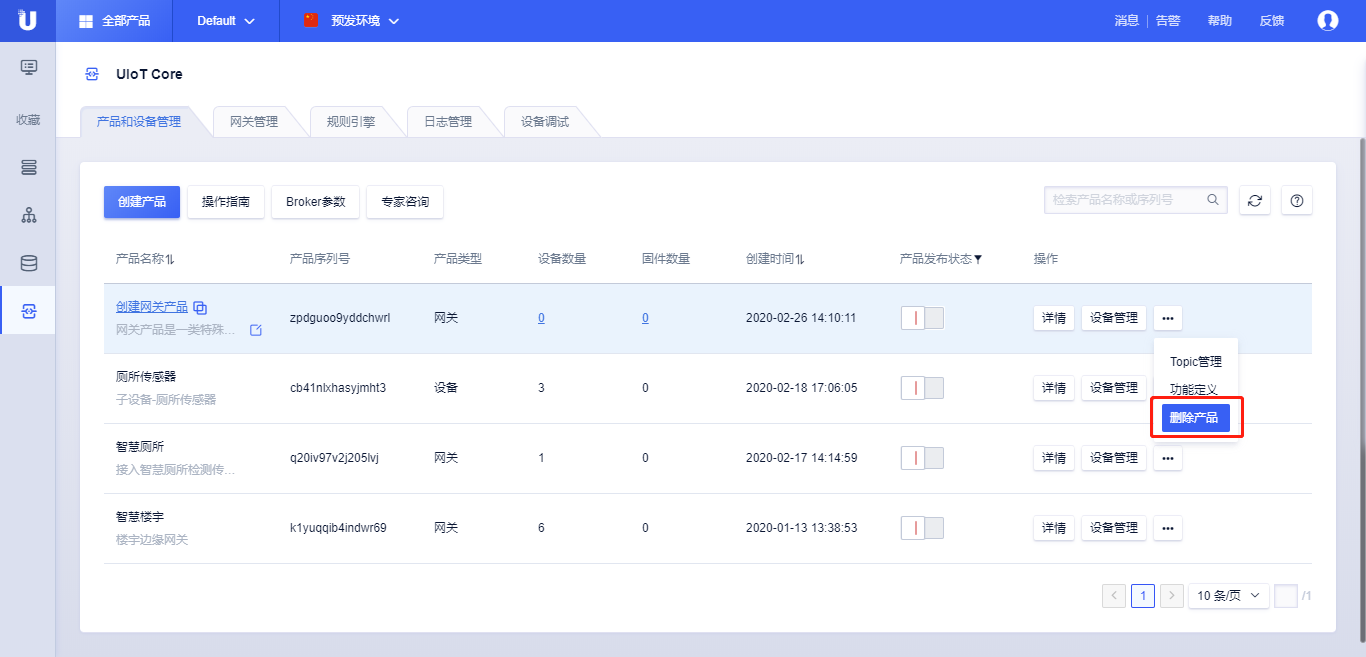 全部产品 Default 预发环境 消息 告警 帮助 反馈
UIoT Core
收藏
产品和设备管理 网关管理 规则引擎 日志管理 设备调试
创建产品 操作指南 Broker参数 专家咨询 检索产品名称或序列号
产品名称 产品序列号 产品类型 设备数量 固件数量 创建时间 产品发布状态 操作
创建网关产品 zpdguoo9yddchwrl 网关 0 0 2020-02-26 14:10:11 详情 设备管理 •••
网关产品是一类特殊...
Topic管理
功能定义
删除产品
厕所传感器 cb41nlxhasyjmht3 设备 3 0 2020-02-18 17:06:05 详情 设备管理
子设备-厕所传感器
智慧厕所 q20iv97v2j205lvj 网关 1 0 2020-02-17 14:14:59 详情 设备管理 •••
接入智慧厕所检测传...
智慧楼宇 k1yuqqib4indwr69 网关 6 0 2020-01-13 13:38:53 详情 设备管理 •••
楼宇边缘网关
1 10 条/页 /1